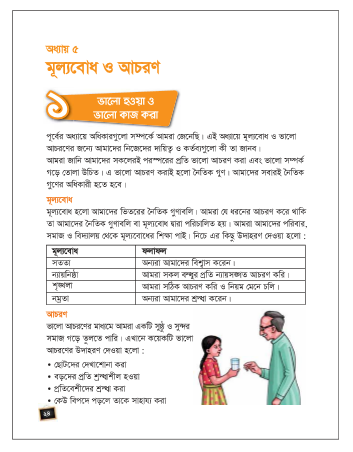 অধ্যায় ৫
মূল্যবোধ ও আচরণ
১
ভালো হওয়া ও
ভালো কাজ করা
পূর্বের অধ্যায়ে অধিকারগুলো সম্পর্কে আমরা জেনেছি। এই অধ্যায়ে মূল্যবোধ ও ভালো
আচরণের জন্যে আমাদের নিজেদের দায়িত্ব ও কর্তব্যগুলো কী তা জানব।
আমরা জানি আমাদের সকলেরই পরস্পরের প্রতি ভালো আচরণ করা এবং ভালো সম্পর্ক
গড়ে তোলা উচিত। এ ভালো আচরণ করাই হলো নৈতিক গুণ। আমাদের সবারই নৈতিক
গুণের অধিকারী হতে হবে।
মূল্যবোধ
মূল্যবোধ হলো আমাদের ভিতরের নৈতিক গুণাবলি। আমরা যে ধরনের আচরণ করে থাকি
তা আমাদের নৈতিক গুণাবলি বা মূল্যবোধ দ্বারা পরিচালিত হয়। আমরা আমাদের পরিবার,
সমাজ ও বিদ্যালয় থেকে মূল্যবোধের শিক্ষা পাই। নিচে এর কিছু উদাহরণ দেওয়া হলো :
মূল্যবোধ ফলাফল
সততা অন্যরা আমাদের বিশ্বাস করেন।
ন্যায়নিষ্ঠা আমরা সকল বন্ধুর প্রতি ন্যায়সঙ্গত আচরণ করি।
শৃঙ্খলা আমরা সঠিক আচরণ করি ও নিয়ম মেনে চলি।
নম্রতা অন্যরা আমাদের শ্রদ্ধা করেন।
আচরণ
ভালো আচরণের মাধ্যমে আমরা একটি সুষ্ঠু ও সুন্দর
সমাজ গড়ে তুলতে পারি। এখানে কয়েকটি ভালো
আচরণের উদাহরণ দেওয়া হলো :
• ছোটদের দেখাশোনা করা
• বড়দের প্রতি শ্রদ্ধাশীল হওয়া
• প্রতিবেশীদের শ্রদ্ধা করা
• কেউ বিপদে পড়লে তাকে সাহায্য করা
২৪